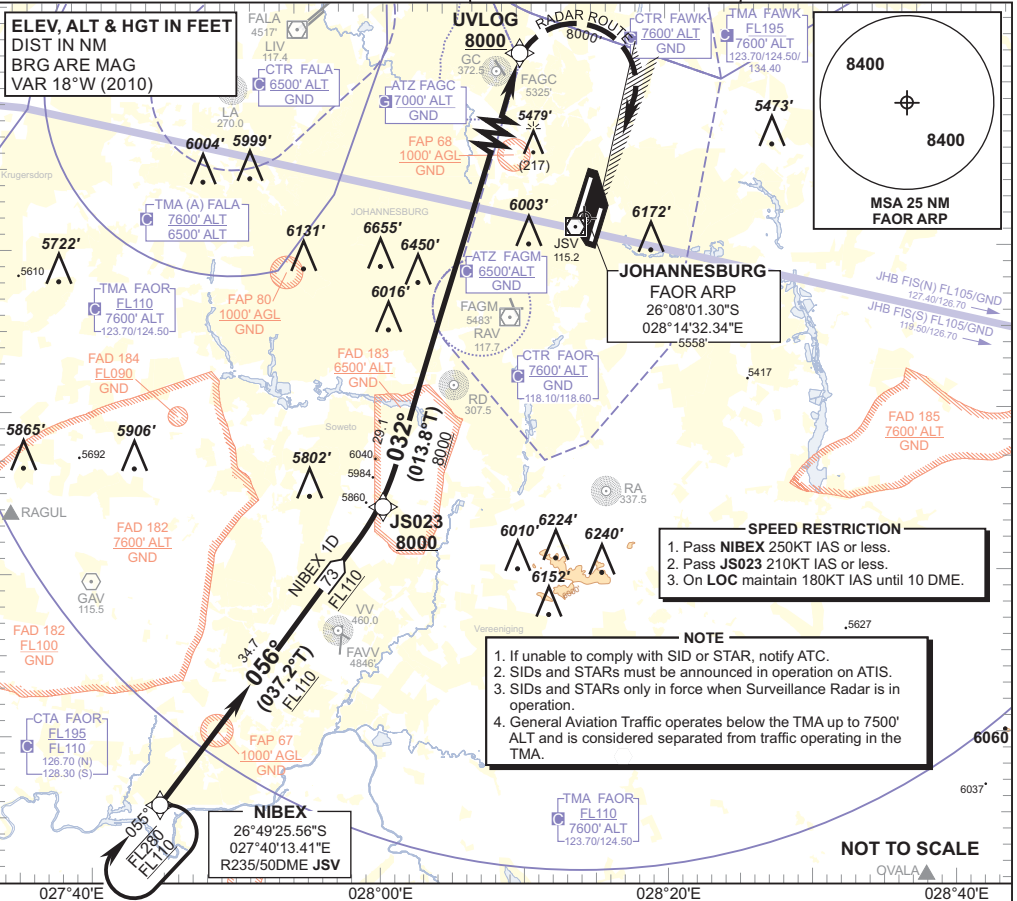 ELEV, ALT & HGT IN FEET
DIST IN NM
BRG ARE MAG
VAR 18°W (2010)
FALA
4517'
LIV
117.4
CTR FALA
C 6500' ALT
GND
LA
270.0
UVLOG
8000
RADAR ROUTE
8000'
GC
372.5
FAGC
5325'
ATZ FAGC
G 7000' ALT
GND
CTR FAWK
C 7600' ALT
GND
TMA FAWK
C FL195
7600' ALT
123.70/124.50/
134.40
8400
8400
MSA 25 NM
FAOR ARP
5473'
5479'
(217)
FAP 68
1000' AGL
GND
6004'
5999'
Krugersdorp
TMA (A) FALA
C 7600' ALT
6500' ALT
JOHANNESBURG
5722'
5610
6131'
6655'
6450'
6016'
6003'
6172'
JSV
115.2
ATZ FAGM
C 6500'ALT
GND
FAGM
5483'
RAV
117.7
JOHANNESBURG
FAOR ARP
26°08'01.30"S
028°14'32.34"E
5558'
JHB FIS(N) FL105/GND
127.40/126.70
JHB FIS(S) FL105/GND
119.50/126.70
TMA FAOR
FL110
C 7600' ALT
123.70/124.50
FAP 80
1000' AGL
GND
FAD 184
FL090
GND
FAD 183
6500' ALT
GND
CTR FAOR
C 7600' ALT
GND
118.10/118.60
RD
307.5
5417
FAD 185
7600' ALT
GND
5865'
5692
5906'
5802'
Soweto
6040
5984
5860
29.1
032°
(013.8°T)
8000
RAGUL
FAD 182
7600' ALT
GND
JS023
8000
RA
337.5
6010'
6224'
6240'
6152'
SPEED RESTRICTION
1. Pass NIBEX 250KT IAS or less.
2. Pass JS023 210KT IAS or less.
3. On LOC maintain 180KT IAS until 10 DME.
GAV
115.5
NIBEX 1D
73
FL110
VV
460.0
FAVV
4846'
Vereeniging
5627
FAD 182
FL100
GND
34.7
056°
(037.2°T)
FL110
NOTE
1. If unable to comply with SID or STAR, notify ATC.
2. SIDs and STARs must be announced in operation on ATIS.
3. SIDs and STARs only in force when Surveillance Radar is in
operation.
4. General Aviation Traffic operates below the TMA up to 7500'
ALT and is considered separated from traffic operating in the
TMA.
CTA FAOR
FL195
C FL110
126.70 (N)
128.30 (S)
FAP 67
1000' AGL
GND
6060
6037
TMA FAOR
C FL110
7600' ALT
123.70/124.50
055°
FL280
FL110
NIBEX
26°49'25.56"S
027°40'13.41"E
R235/50DME JSV
NOT TO SCALE
OVALA
027°40'E
028°00'E
028°20'E
028°40'E